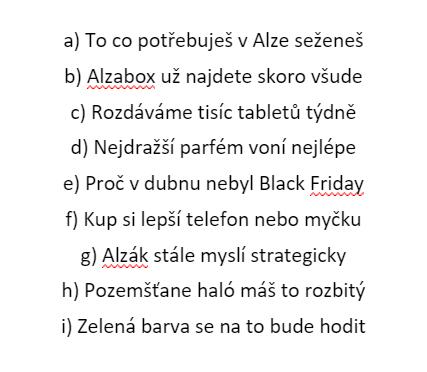 a) To co potřebuješ v Alze seženeš
b) Alzabox už najdete skoro všude
c) Rozdáváme tisíc tabletů týdně
d) Nejdražší parfém voní nejlépe
e) Proč v dubnu nebyl Black Friday
f) Kup si lepší telefon nebo myčku
g) Alzák stále myslí strategicky
h) Pozemšťane haló máš to rozbitý
i) Zelená barva se na to bude hodit